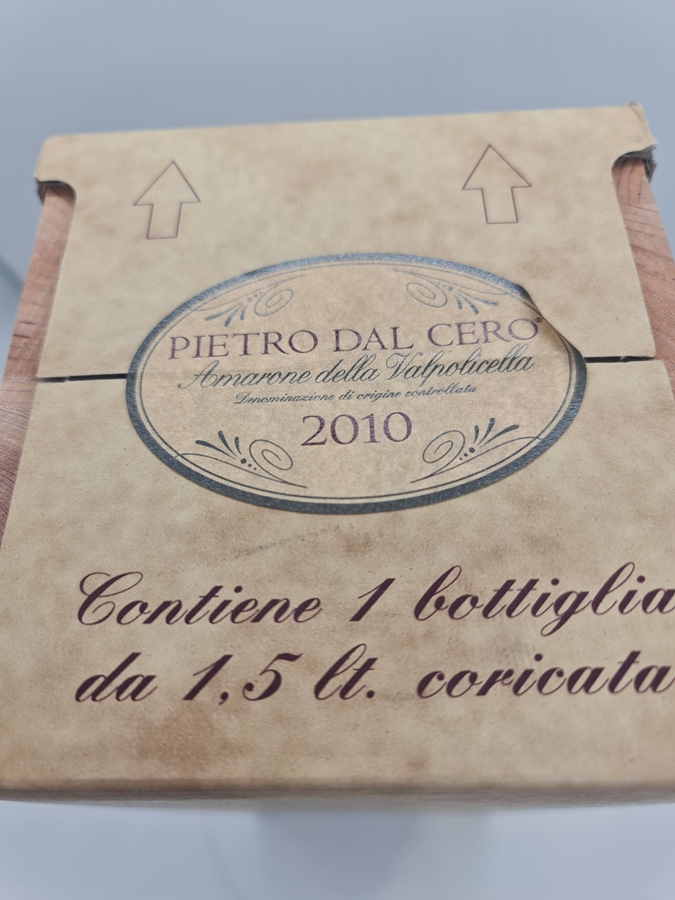 PIETRO DAL CERO®
Amarone della Valpolicella
Denominazione di origine controllata
2010
Contiene 1 bottiglia
da 1,5 lt. coricata